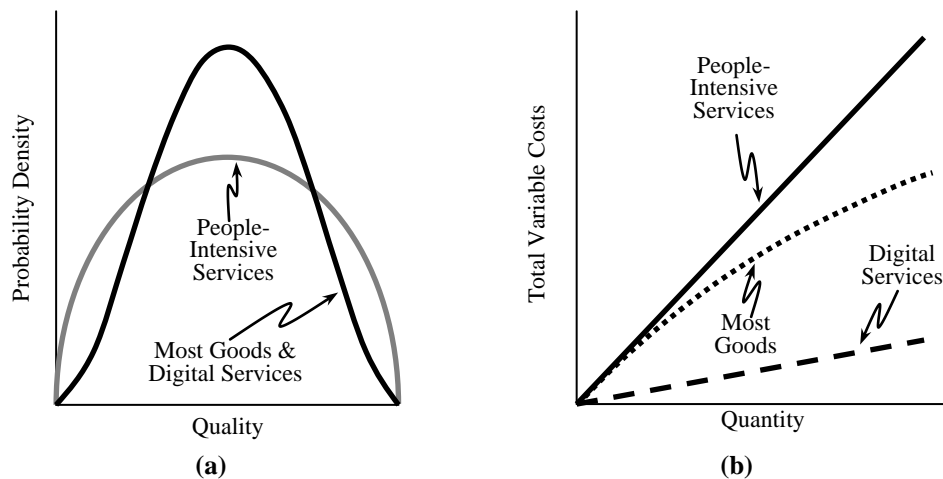 Probability Density
People-
Intensive
Services
Most Goods &
Digital Services
Quality
(a)
Total Variable Costs
People-
Intensive
Services
Digital
Services
Most
Goods
Quantity
(b)